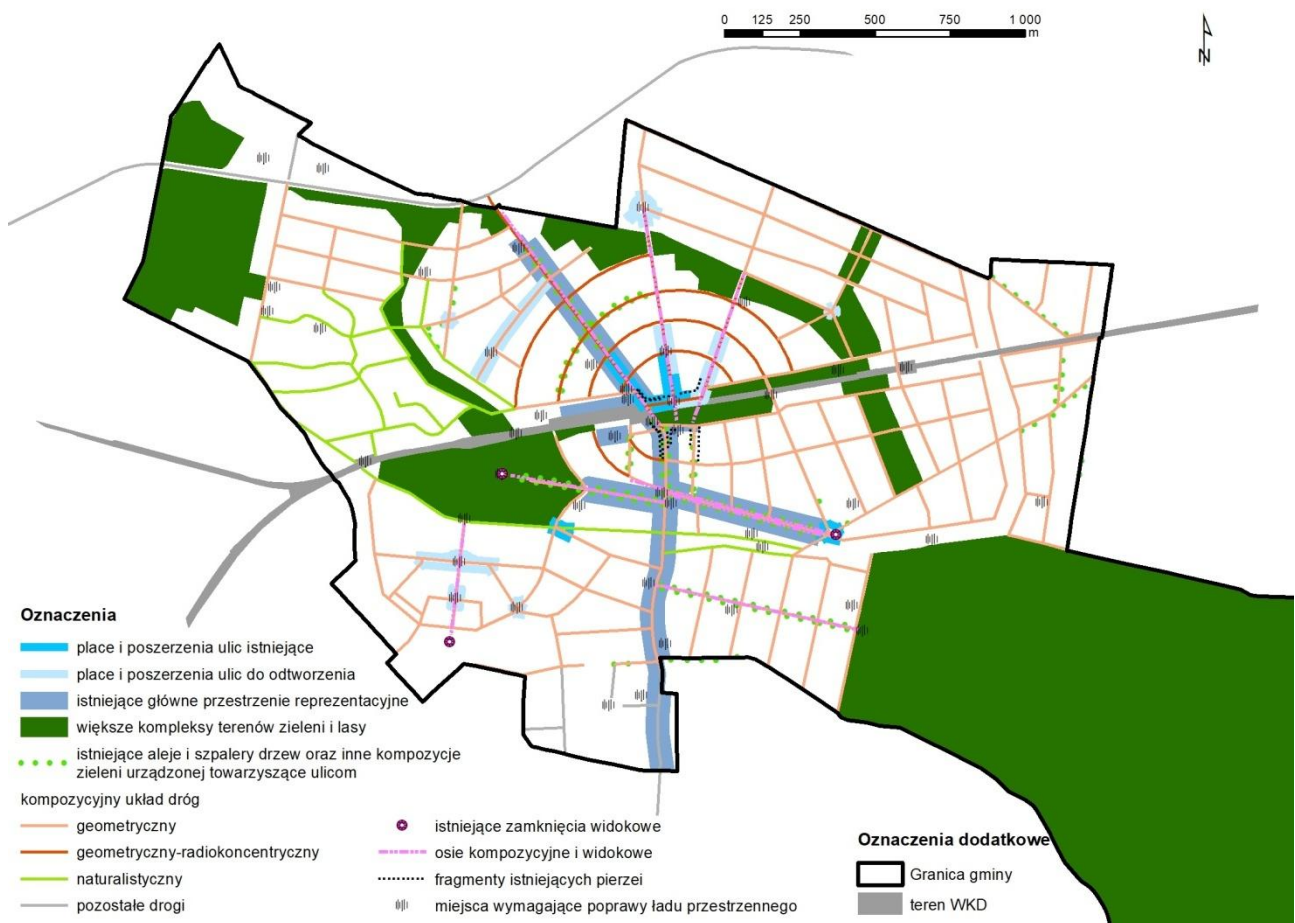 0 125 250 500 750 1 000
m
N
Oznaczenia
place i poszerzenia ulic istniejące
place i poszerzenia ulic do odtworzenia
istniejące główne przestrzenie reprezentacyjne
większe kompleksy terenów zieleni i lasy
istniejące aleje i szpalery drzew oraz inne kompozycje
zieleni urządzonej towarzyszące ulicom
kompozycyjny układ dróg
geometryczny
geometryczny-radiokoncentryczny
naturalistyczny
pozostałe drogi
istniejące zamknięcia widokowe
osie kompozycyjne i widokowe
fragmenty istniejących pierzei
miejsca wymagające poprawy ładu przestrzennego
Oznaczenia dodatkowe
Granica gminy
teren WKD